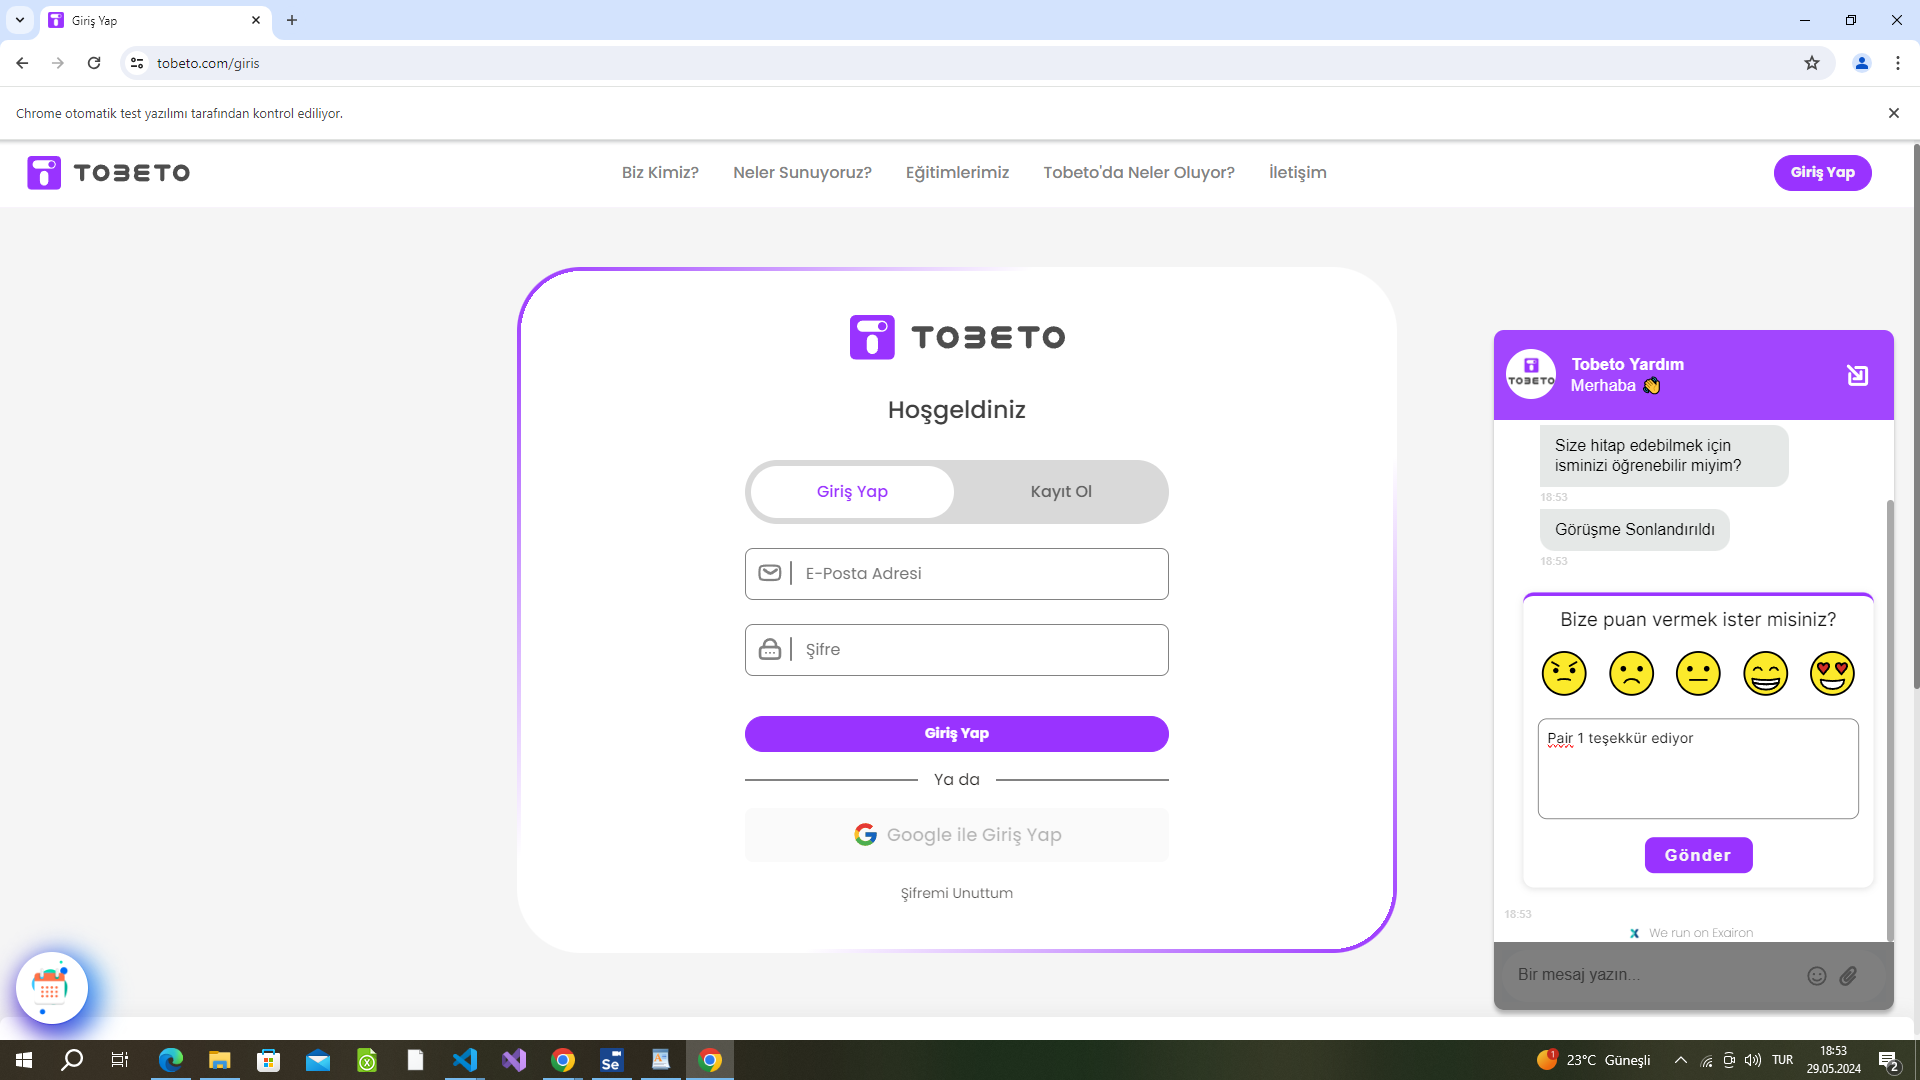 Giriş Yap
tobeto.com/giris
Chrome otomatik test yazılımı tarafından kontrol ediliyor.
TOBETO
Biz Kimiz?
Neler Sunuyoruz?
Eğitimlerimiz
Tobeto'da Neler Oluyor?
İletişim
Giriş Yap
TOBETO
Hoşgeldiniz
Giriş Yap
Kayıt Ol
E-Posta Adresi
Şifre
Giriş Yap
Ya da
Google ile Giriş Yap
Şifremi Unuttum
TOBETO
Tobeto Yardım
Merhaba 👏
Size hitap edebilmek için
isminizi öğrenebilir miyim?
18:53
Görüşme Sonlandırıldı
18:53
Bize puan vermek ister misiniz?
Pair 1 teşekkür ediyor
Gönder
18:53
We run on Exairon
Bir mesaj yazın...
Se
1
23°C Güneşli
TUR
18:53
29.05.2024
2